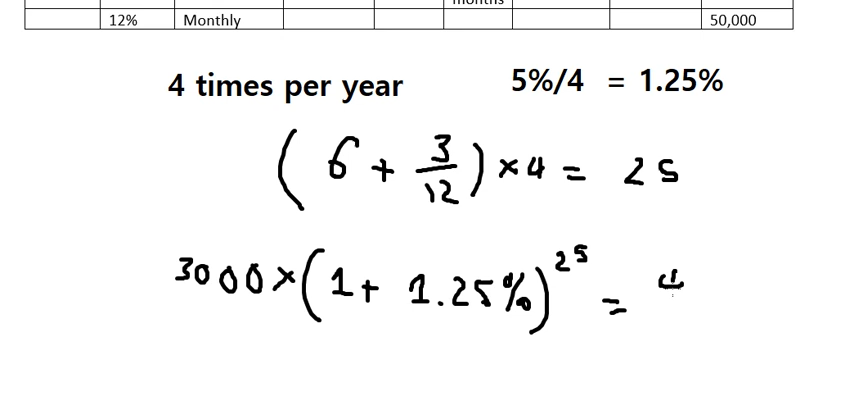 months
12% Monthly 50,000
4 times per year 5%/4 = 1.25%
(6 + 3/12) × 4 = 25
3000 × (1 + 1.25%)^25 =